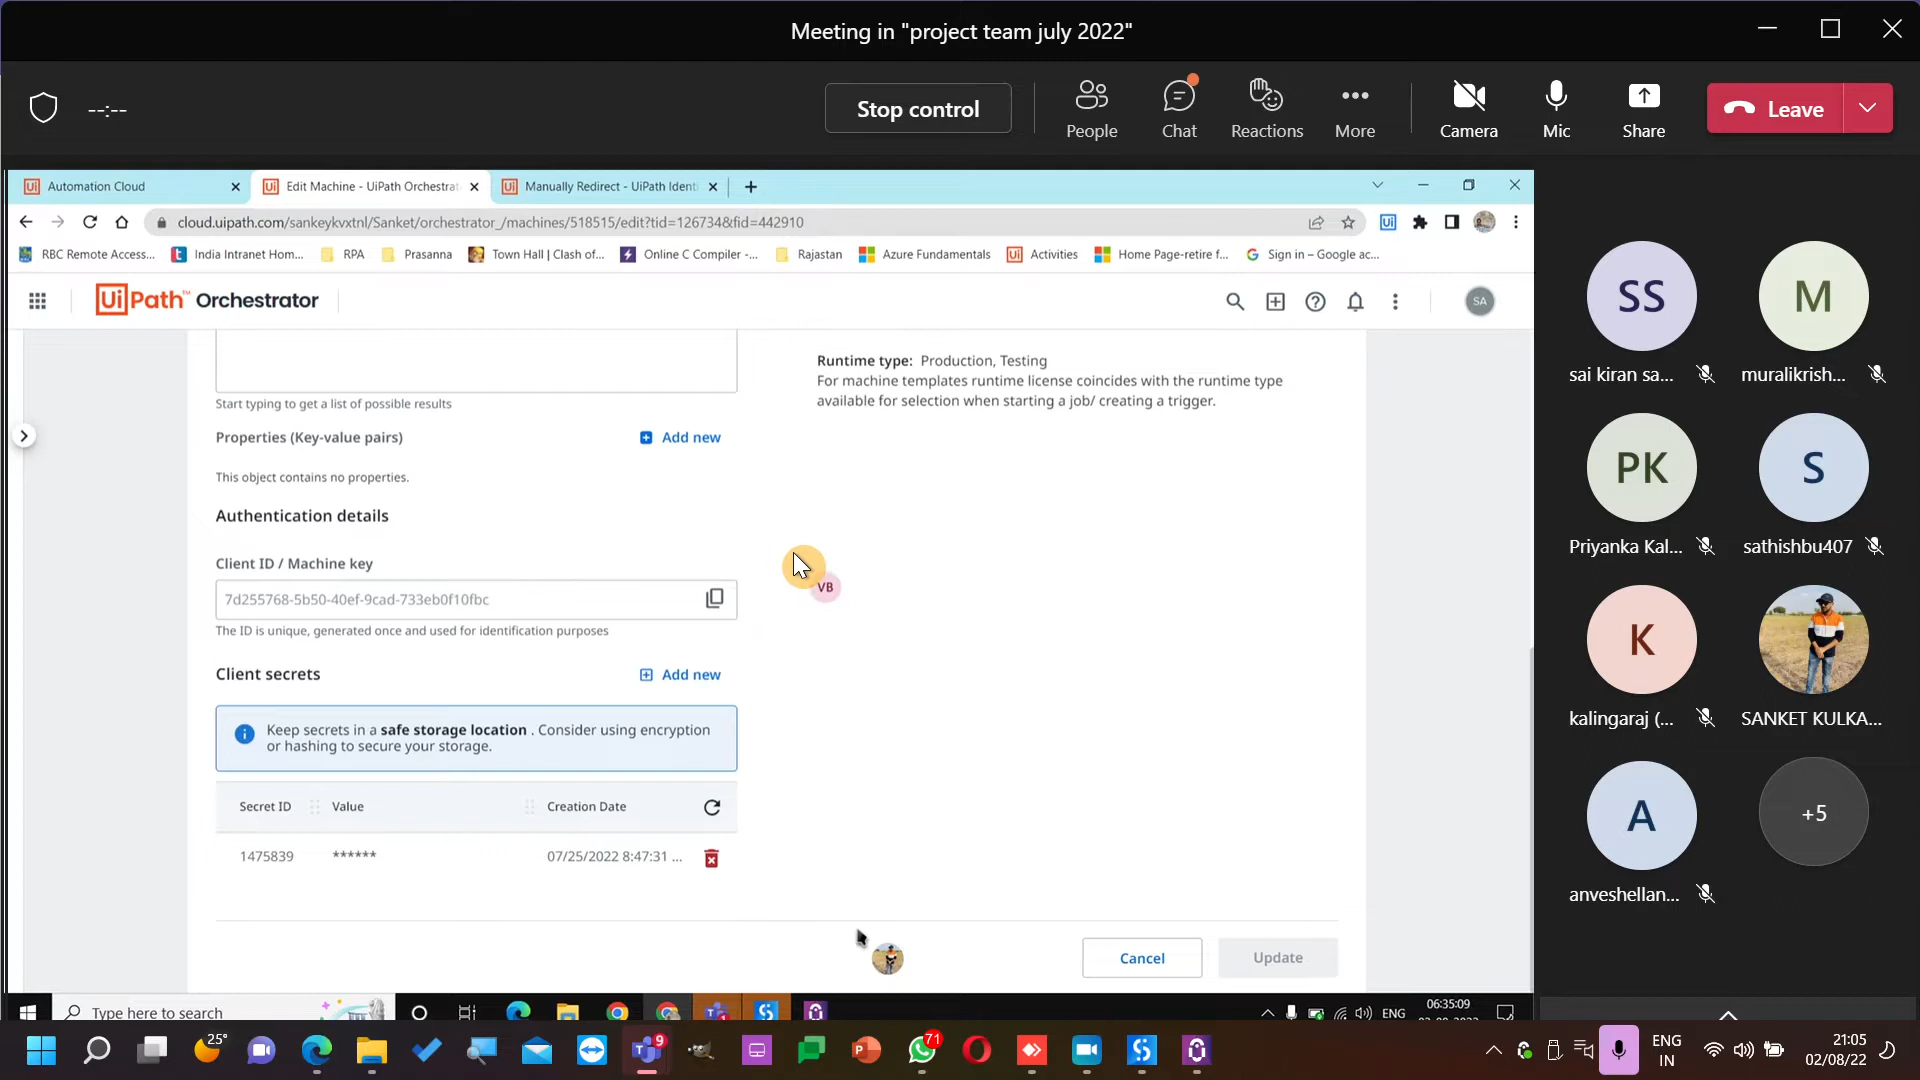 Meeting in "project team july 2022"
--:--
Stop control
People
Chat
Reactions
More
Camera
Mic
Share
Leave
Ui Automation Cloud
Ui Edit Machine - UiPath Orchestrat
Ui Manually Redirect - UiPath Ident
cloud.uipath.com/sankeykvxtnl/Sanket/orchestrator_/machines/518515/edit?tid=126734&fid=442910
Ui
RBC Remote Access...
India Intranet Hom...
RPA
Prasanna
Town Hall | Clash of...
Online C Compiler -...
Rajastan
Azure Fundamentals
Ui Activities
Home Page-retire f...
Sign in – Google ac...
UiPath™ Orchestrator
SA
Start typing to get a list of possible results
Properties (Key-value pairs)
Add new
This object contains no properties.
Runtime type: Production, Testing
For machine templates runtime license coincides with the runtime type
available for selection when starting a job/ creating a trigger.
Authentication details
Client ID / Machine key
7d255768-5b50-40ef-9cad-733eb0f10fbc
The ID is unique, generated once and used for identification purposes
VB
Client secrets
Add new
Keep secrets in a safe storage location . Consider using encryption
or hashing to secure your storage.
Secret ID
Value
Creation Date
1475839
******
07/25/2022 8:47:31 ...
Cancel
Update
SS
sai kiran sa...
M
muralikrish...
PK
Priyanka Kal...
S
sathishbu407
K
kalingaraj (...
SANKET KULKA...
A
anveshellan...
+5
Type here to search
ENG
06:35:09
25°
9
71
ENG
IN
21:05
02/08/22